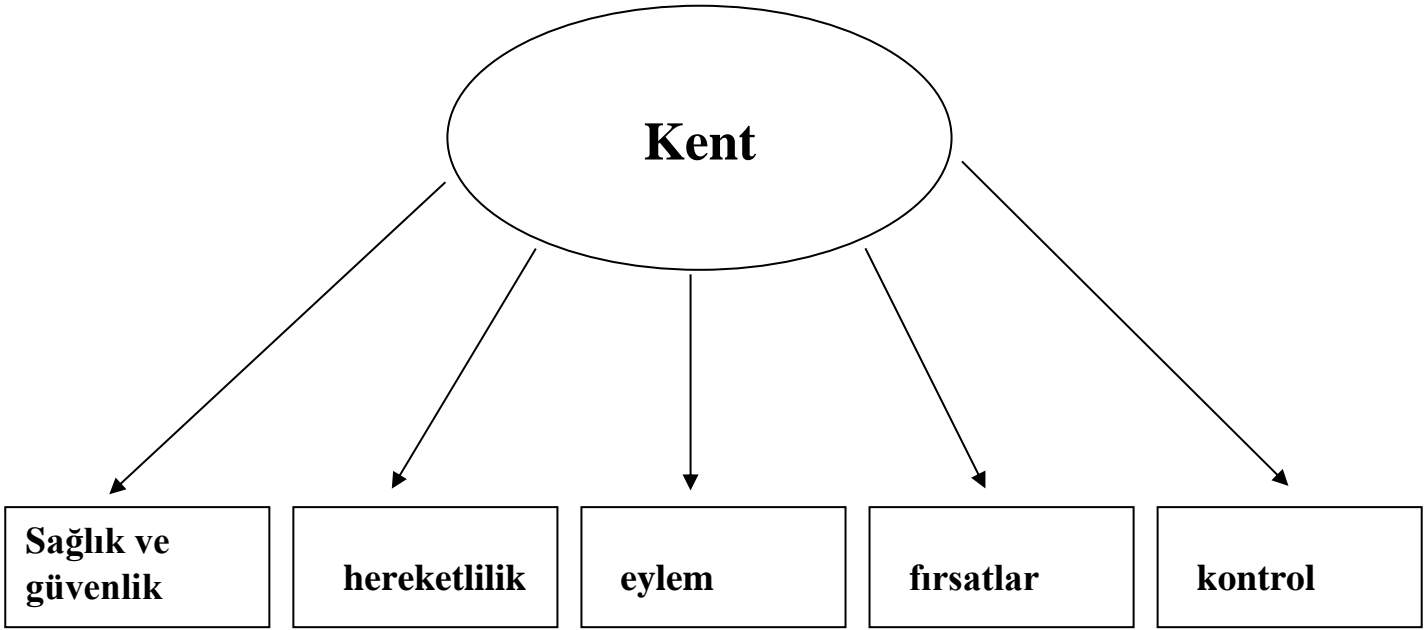 Kent
Sağlık ve
güvenlik
hereketlilik
eylem
fırsatlar
kontrol